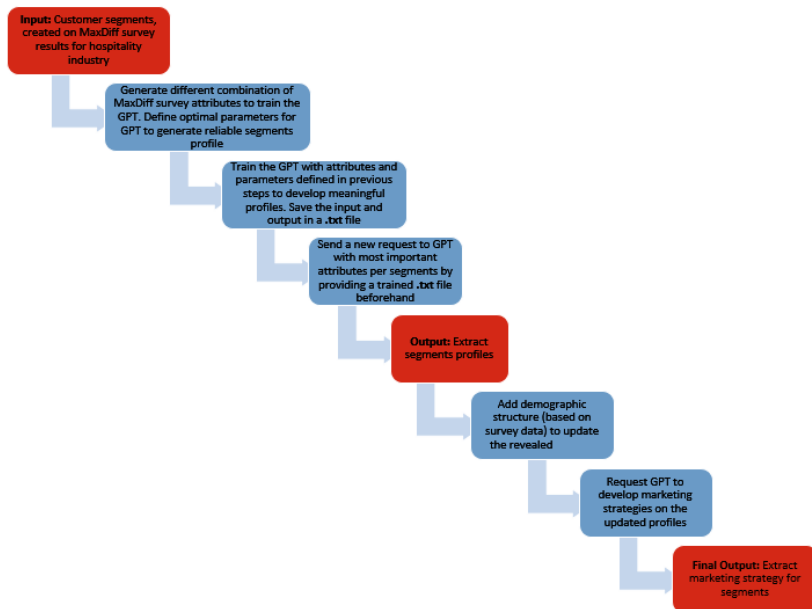 Input: Customer segments,
created on MaxDiff survey
results for hospitality
industry
Generate different combination of
MaxDiff survey attributes to train the
GPT. Define optimal parameters for
GPT to generate reliable segments
profile
Train the GPT with attributes and
parameters defined in previous
steps to develop meaningful
profiles. Save the input and
output in a .txt file
Send a new request to GPT
with most important
attributes per segments by
providing a trained .txt file
beforehand
Output: Extract
segments profiles
Add demographic
structure (based on
survey data) to update
the revealed
Request GPT to
develop marketing
strategies on the
updated profiles
Final Output: Extract
marketing strategy for
segments